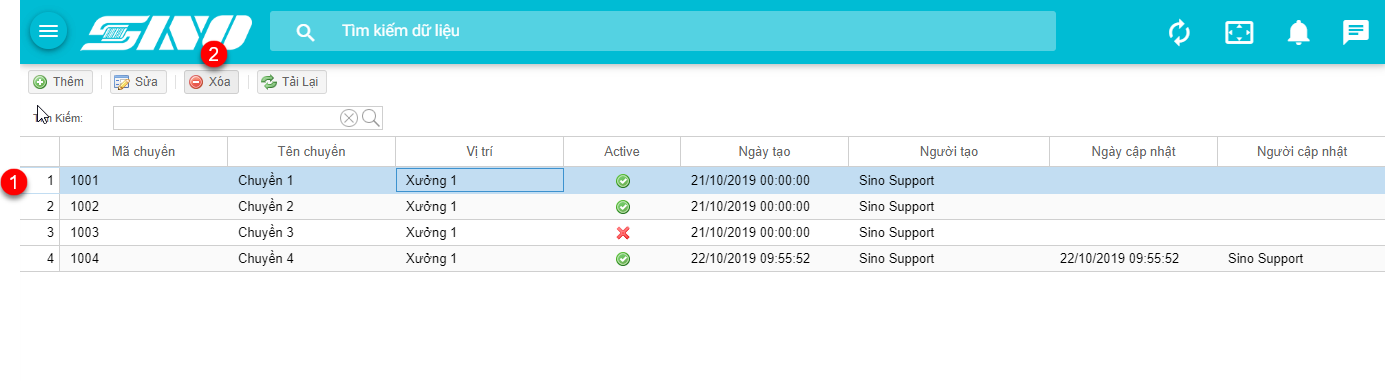 SINO Tìm kiếm dữ liệu
2
Thêm Sửa Xóa Tải Lại
Kiếm:
Mã chuyền Tên chuyền Vị trí Active Ngày tạo Người tạo Ngày cập nhật Người cập nhật
1 1 1001 Chuyền 1 Xưởng 1 21/10/2019 00:00:00 Sino Support
2 1002 Chuyền 2 Xưởng 1 21/10/2019 00:00:00 Sino Support
3 1003 Chuyền 3 Xưởng 1 21/10/2019 00:00:00 Sino Support
4 1004 Chuyền 4 Xưởng 1 22/10/2019 09:55:52 Sino Support 22/10/2019 09:55:52 Sino Support